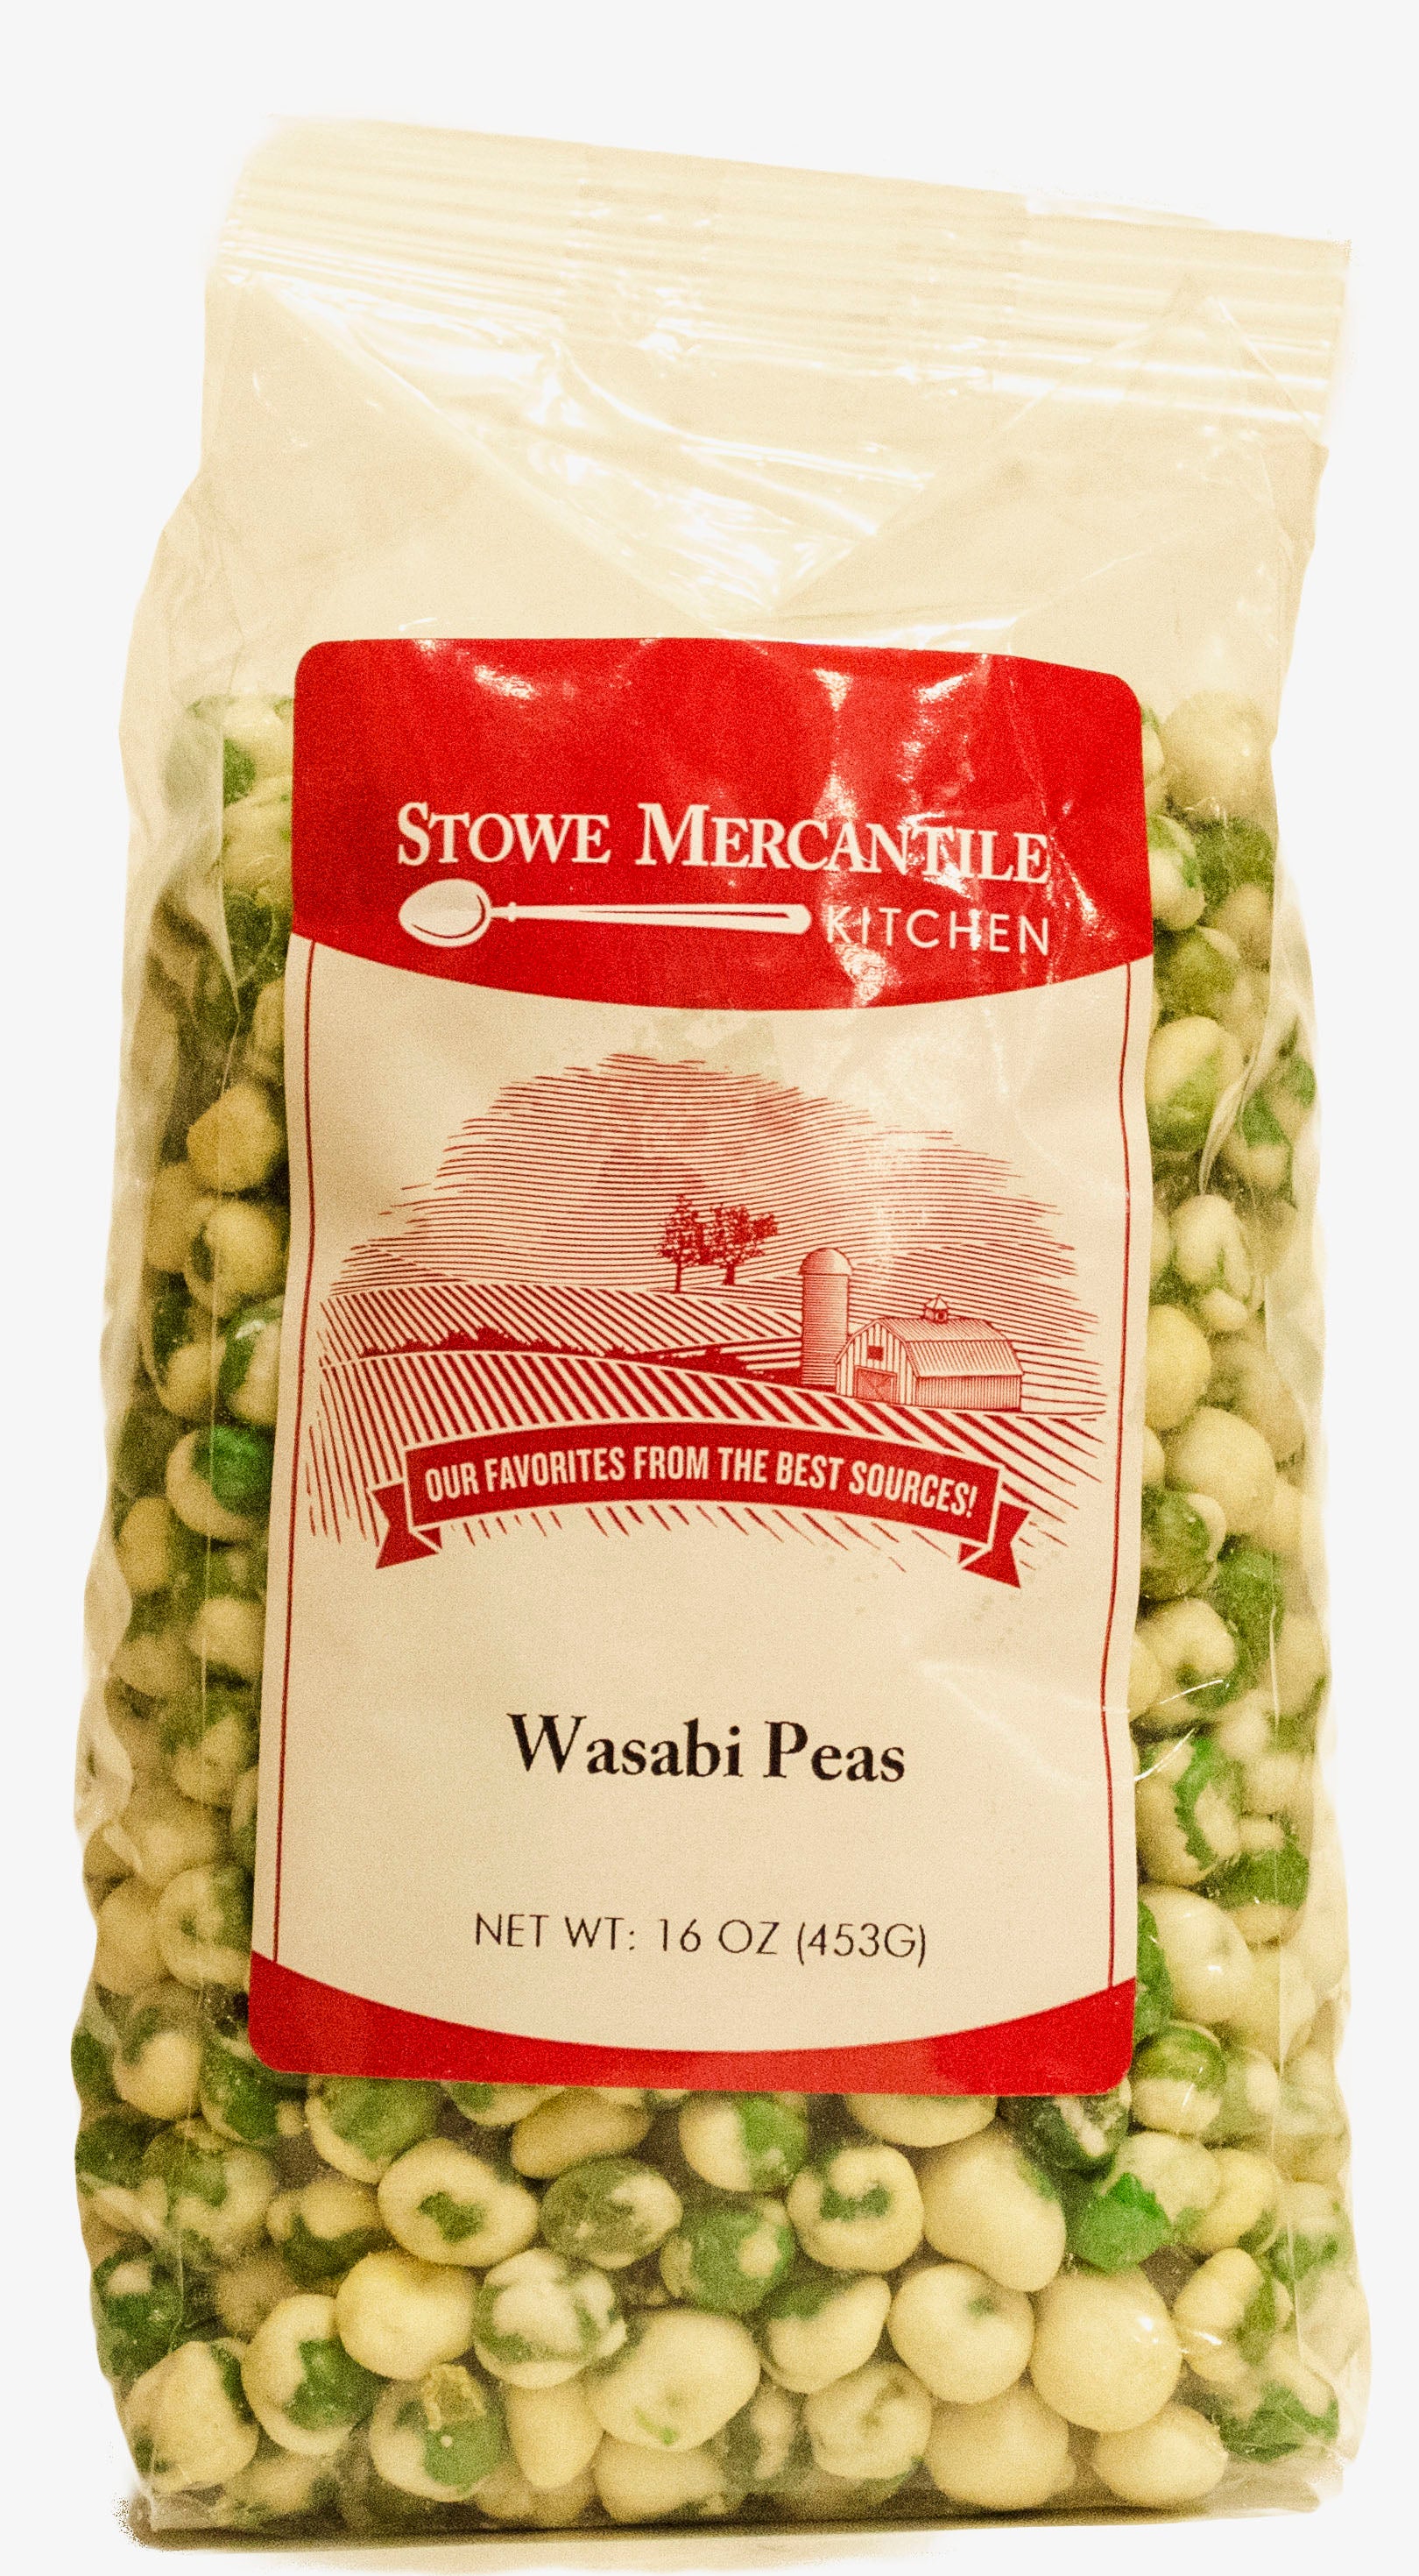 STOWE MERCANTILE
KITCHEN
OUR FAVORITES FROM THE BEST SOURCES!
Wasabi Peas
NET WT: 16 OZ (453G)